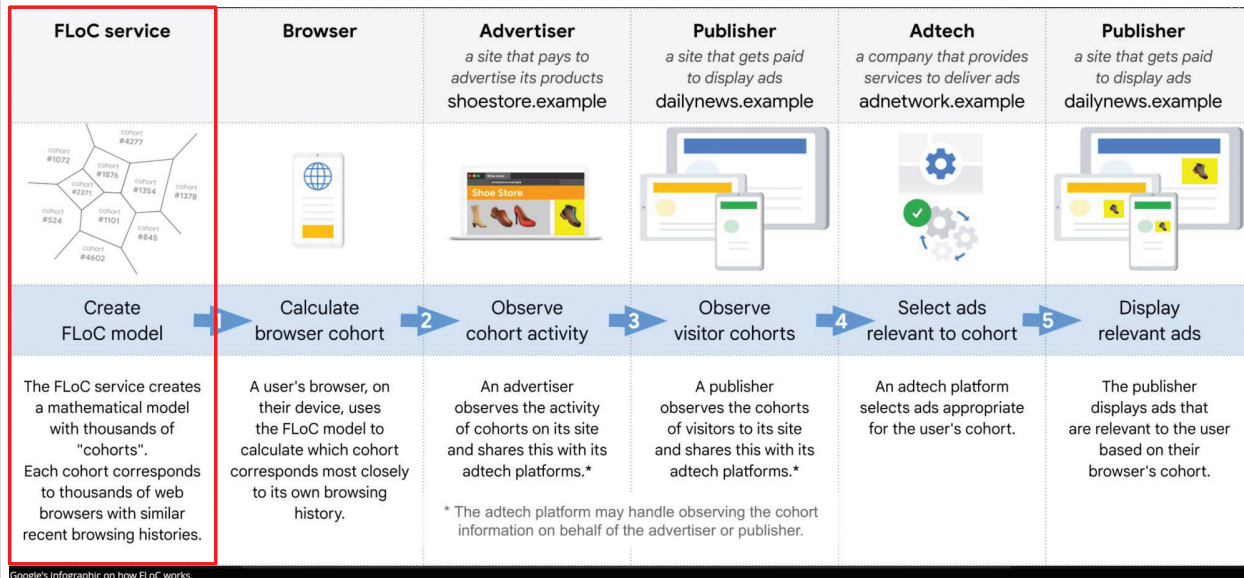 FLoC service
Browser
Advertiser
a site that pays to
advertise its products
shoestore.example
Publisher
a site that gets paid
to display ads
dailynews.example
Adtech
a company that provides
services to deliver ads
adnetwork.example
Publisher
a site that gets paid
to display ads
dailynews.example
cohort
#4277
cohort
#1072
cohort
#1876
cohort
#2371
cohort
#1354
cohort
#1378
cohort
#524
cohort
#1101
cohort
#845
cohort
#4602
Shoe store
shoestore.example
Shoe Store
Create
FLoC model
1
Calculate
browser cohort
2
Observe
cohort activity
3
Observe
visitor cohorts
4
Select ads
relevant to cohort
5
Display
relevant ads
The FLoC service creates
a mathematical model
with thousands of
"cohorts".
Each cohort corresponds
to thousands of web
browsers with similar
recent browsing histories.
A user's browser, on
their device, uses
the FLoC model to
calculate which cohort
corresponds most closely
to its own browsing
history.
An advertiser
observes the activity
of cohorts on its site
and shares this with its
adtech platforms.*
A publisher
observes the cohorts
of visitors to its site
and shares this with its
adtech platforms.*
* The adtech platform may handle observing the cohort
information on behalf of the advertiser or publisher.
An adtech platform
selects ads appropriate
for the user's cohort.
The publisher
displays ads that
are relevant to the user
based on their
browser's cohort.
Google's infographic on how FLoC works.